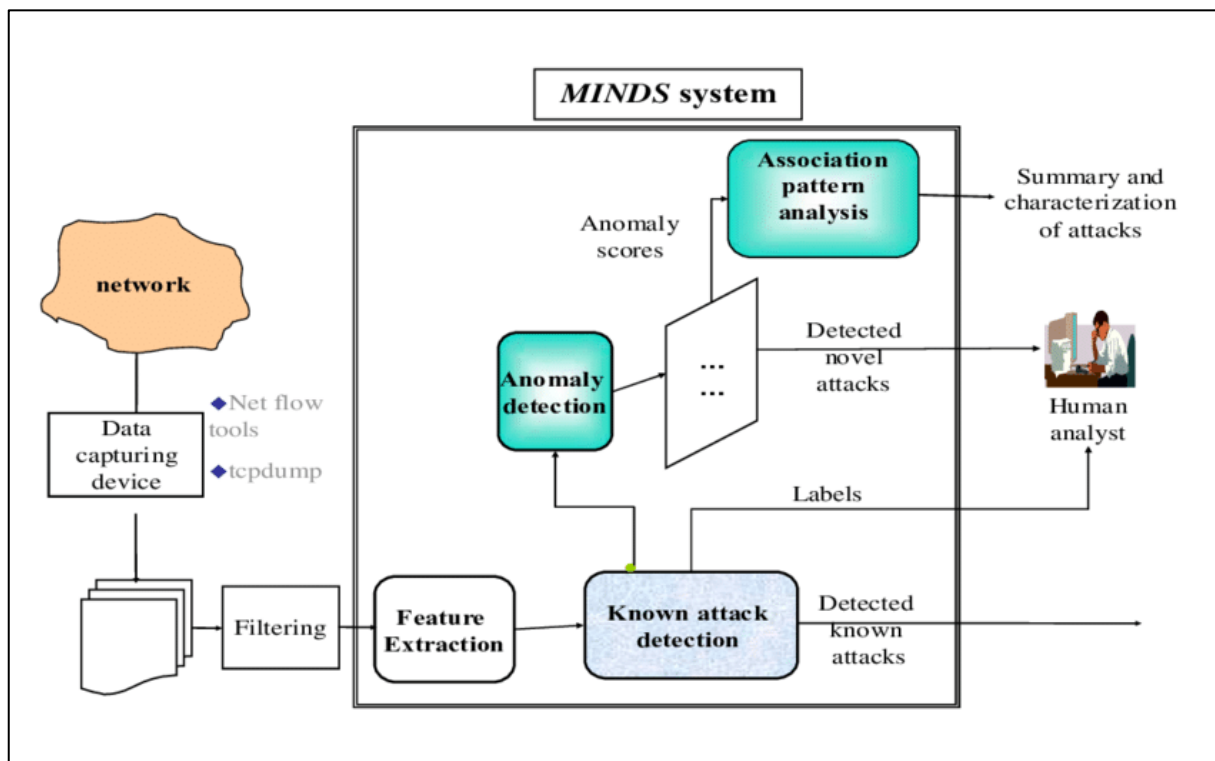 MINDS system
Association
pattern
analysis
Summary and
characterization
of attacks
Anomaly
scores
network
Detected
novel
attacks
...
...
Anomaly
detection
Human
analyst
◆Net flow
tools
◆tcpdump
Data
capturing
device
Labels
Filtering
Feature
Extraction
Known attack
detection
Detected
known
attacks